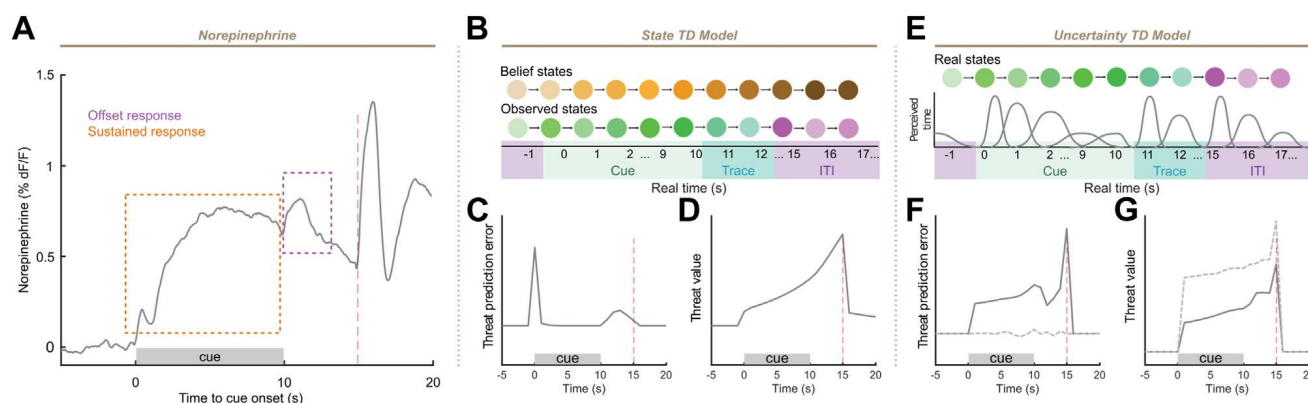 A
Norepinephrine
Norepinephrine (% dF/F)
1.5
1
0.5
0
Offset response
Sustained response
cue
0
10
20
Time to cue onset (s)
B
State TD Model
Belief states
Observed states
-1 0 1 2 ... 9 10 11 12 ... 15 16 17...
Cue Trace ITI
Real time (s)
C
Threat prediction error
cue
-5 0 5 10 15 20
Time (s)
D
Threat value
cue
-5 0 5 10 15 20
Time (s)
E
Uncertainty TD Model
Real states
Perceived
time
-1 0 1 2 ... 9 10 11 12 ... 15 16 17...
Cue Trace ITI
Real time (s)
F
Threat prediction error
cue
-5 0 5 10 15 20
Time (s)
G
Threat value
cue
-5 0 5 10 15 20
Time (s)